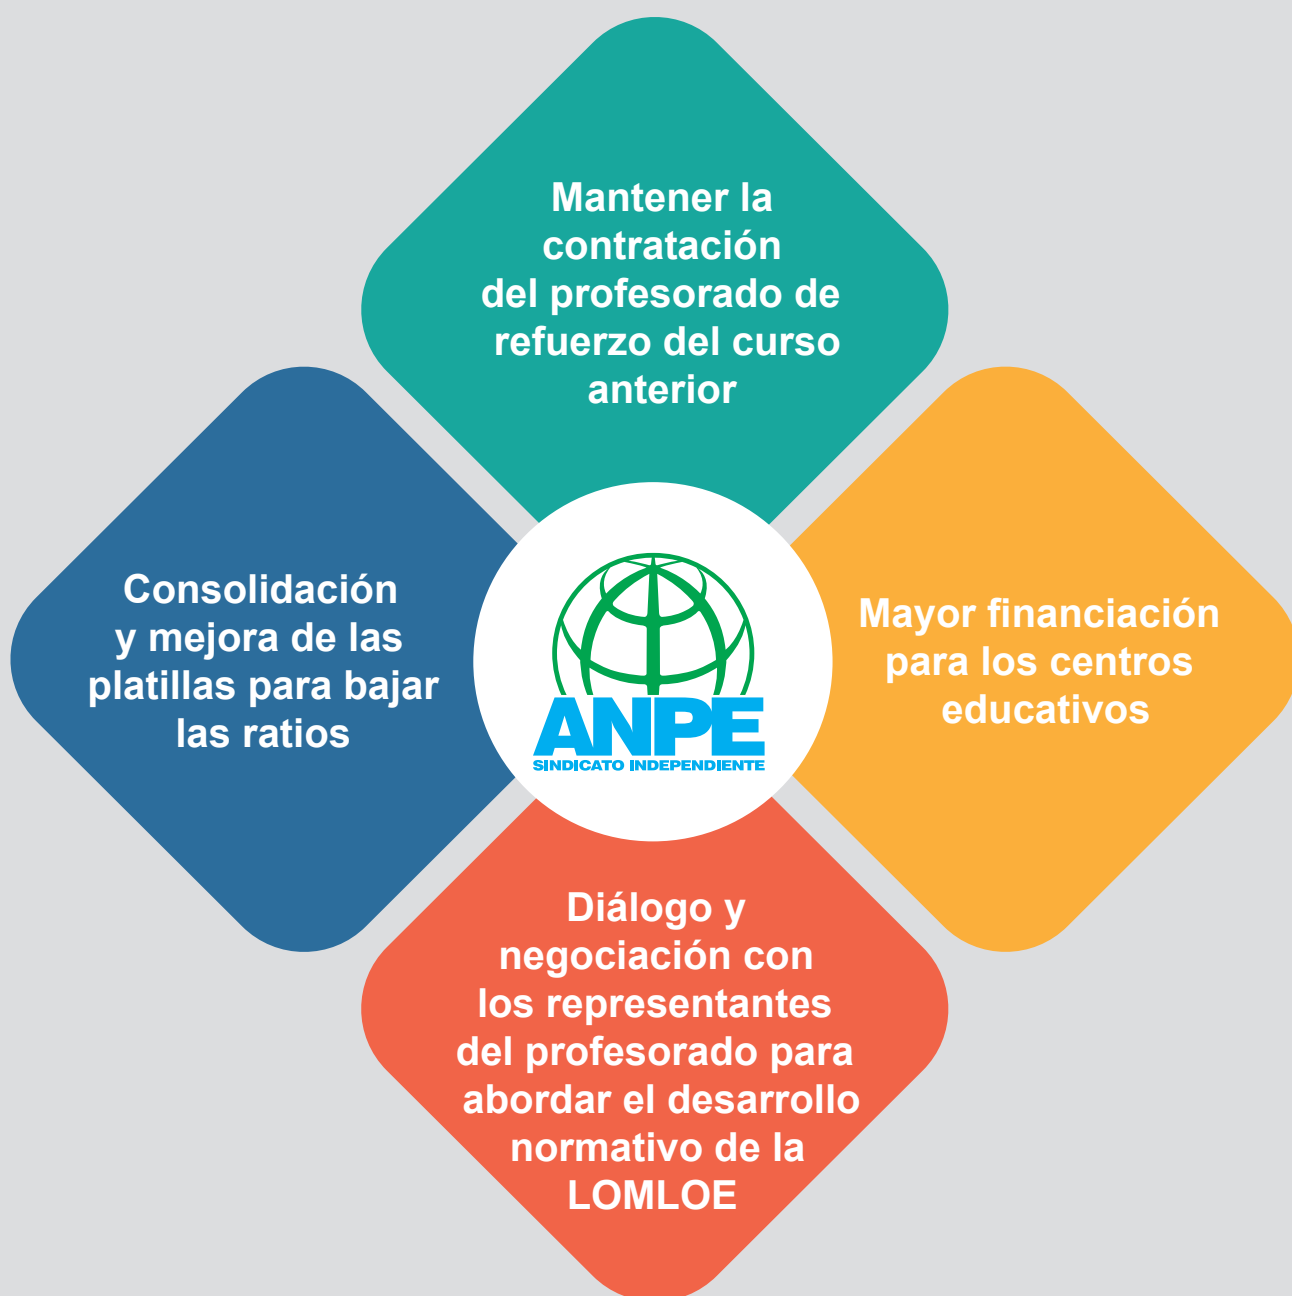 Mantener la
contratación
del profesorado de
refuerzo del curso
anterior
Consolidación
y mejora de las
platillas para bajar
las ratios
ANPE
SINDICATO INDEPENDIENTE
Mayor financiación
para los centros
educativos
Diálogo y
negociación con
los representantes
del profesorado para
abordar el desarrollo
normativo de la
LOMLOE